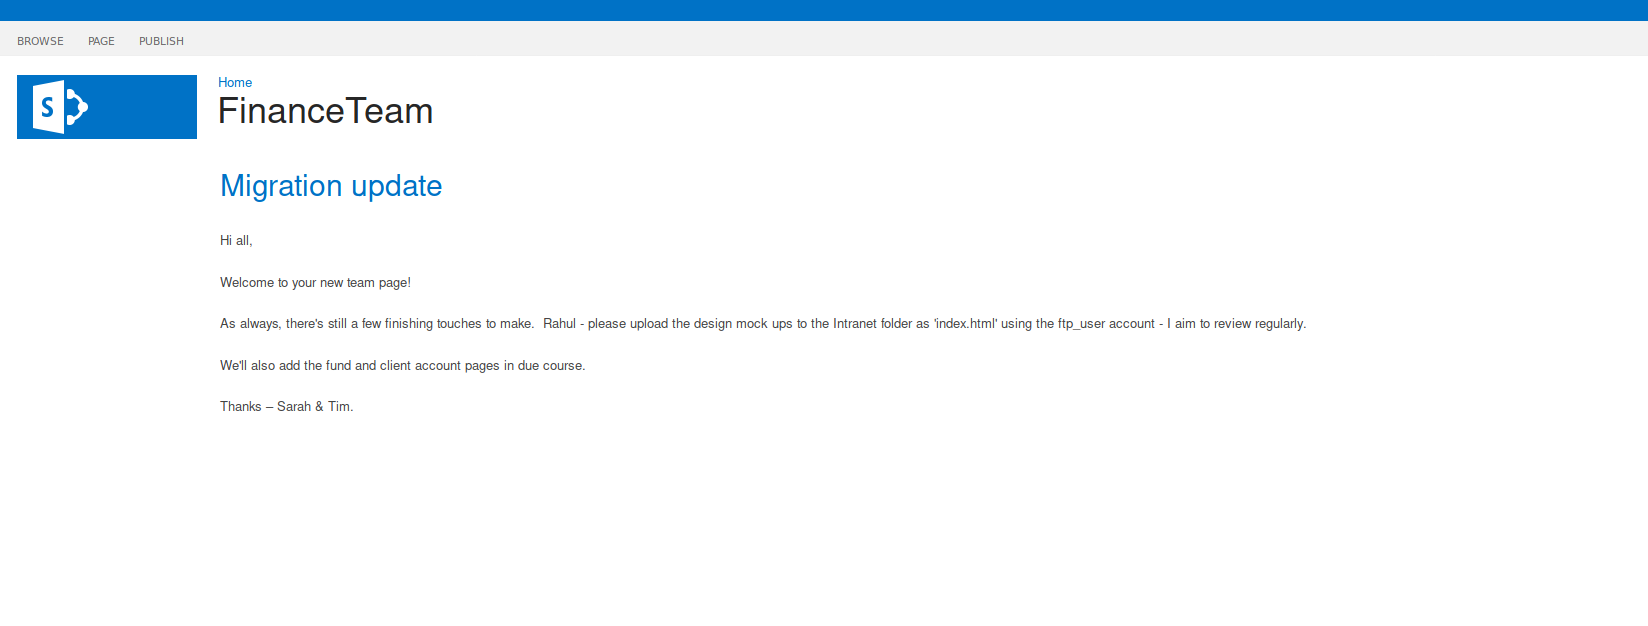 BROWSE PAGE PUBLISH
S
Home
FinanceTeam
Migration update
Hi all,
Welcome to your new team page!
As always, there's still a few finishing touches to make.  Rahul - please upload the design mock ups to the Intranet folder as 'index.html' using the ftp_user account - I aim to review regularly.
We'll also add the fund and client account pages in due course.
Thanks – Sarah & Tim.